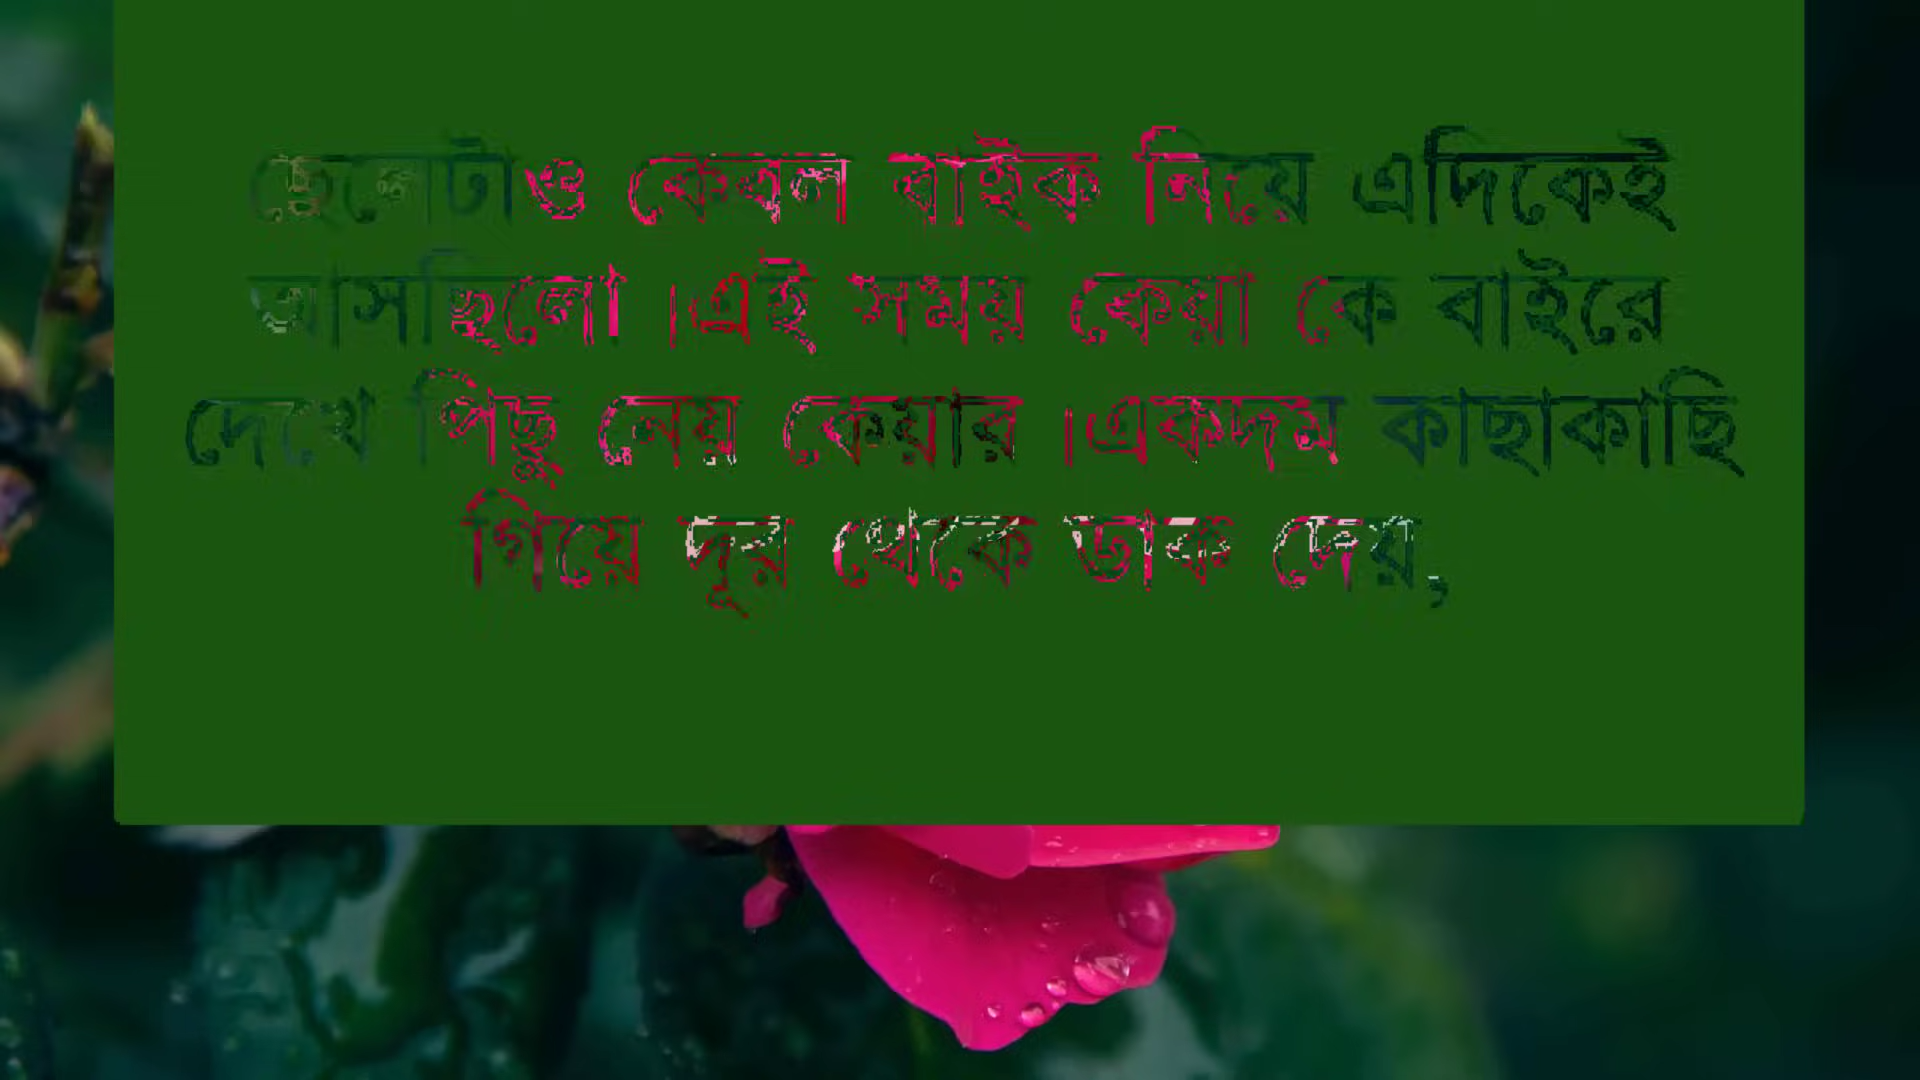 ছেলেটাও কেবল বাইক নিয়ে এদিকেই
আসছিলো ।এই সময় কেয়া কে বাইরে
দেখে পিছু নেয় কেয়ার ।একদম কাছাকাছি
গিয়ে দূর থেকে ডাক দেয়,